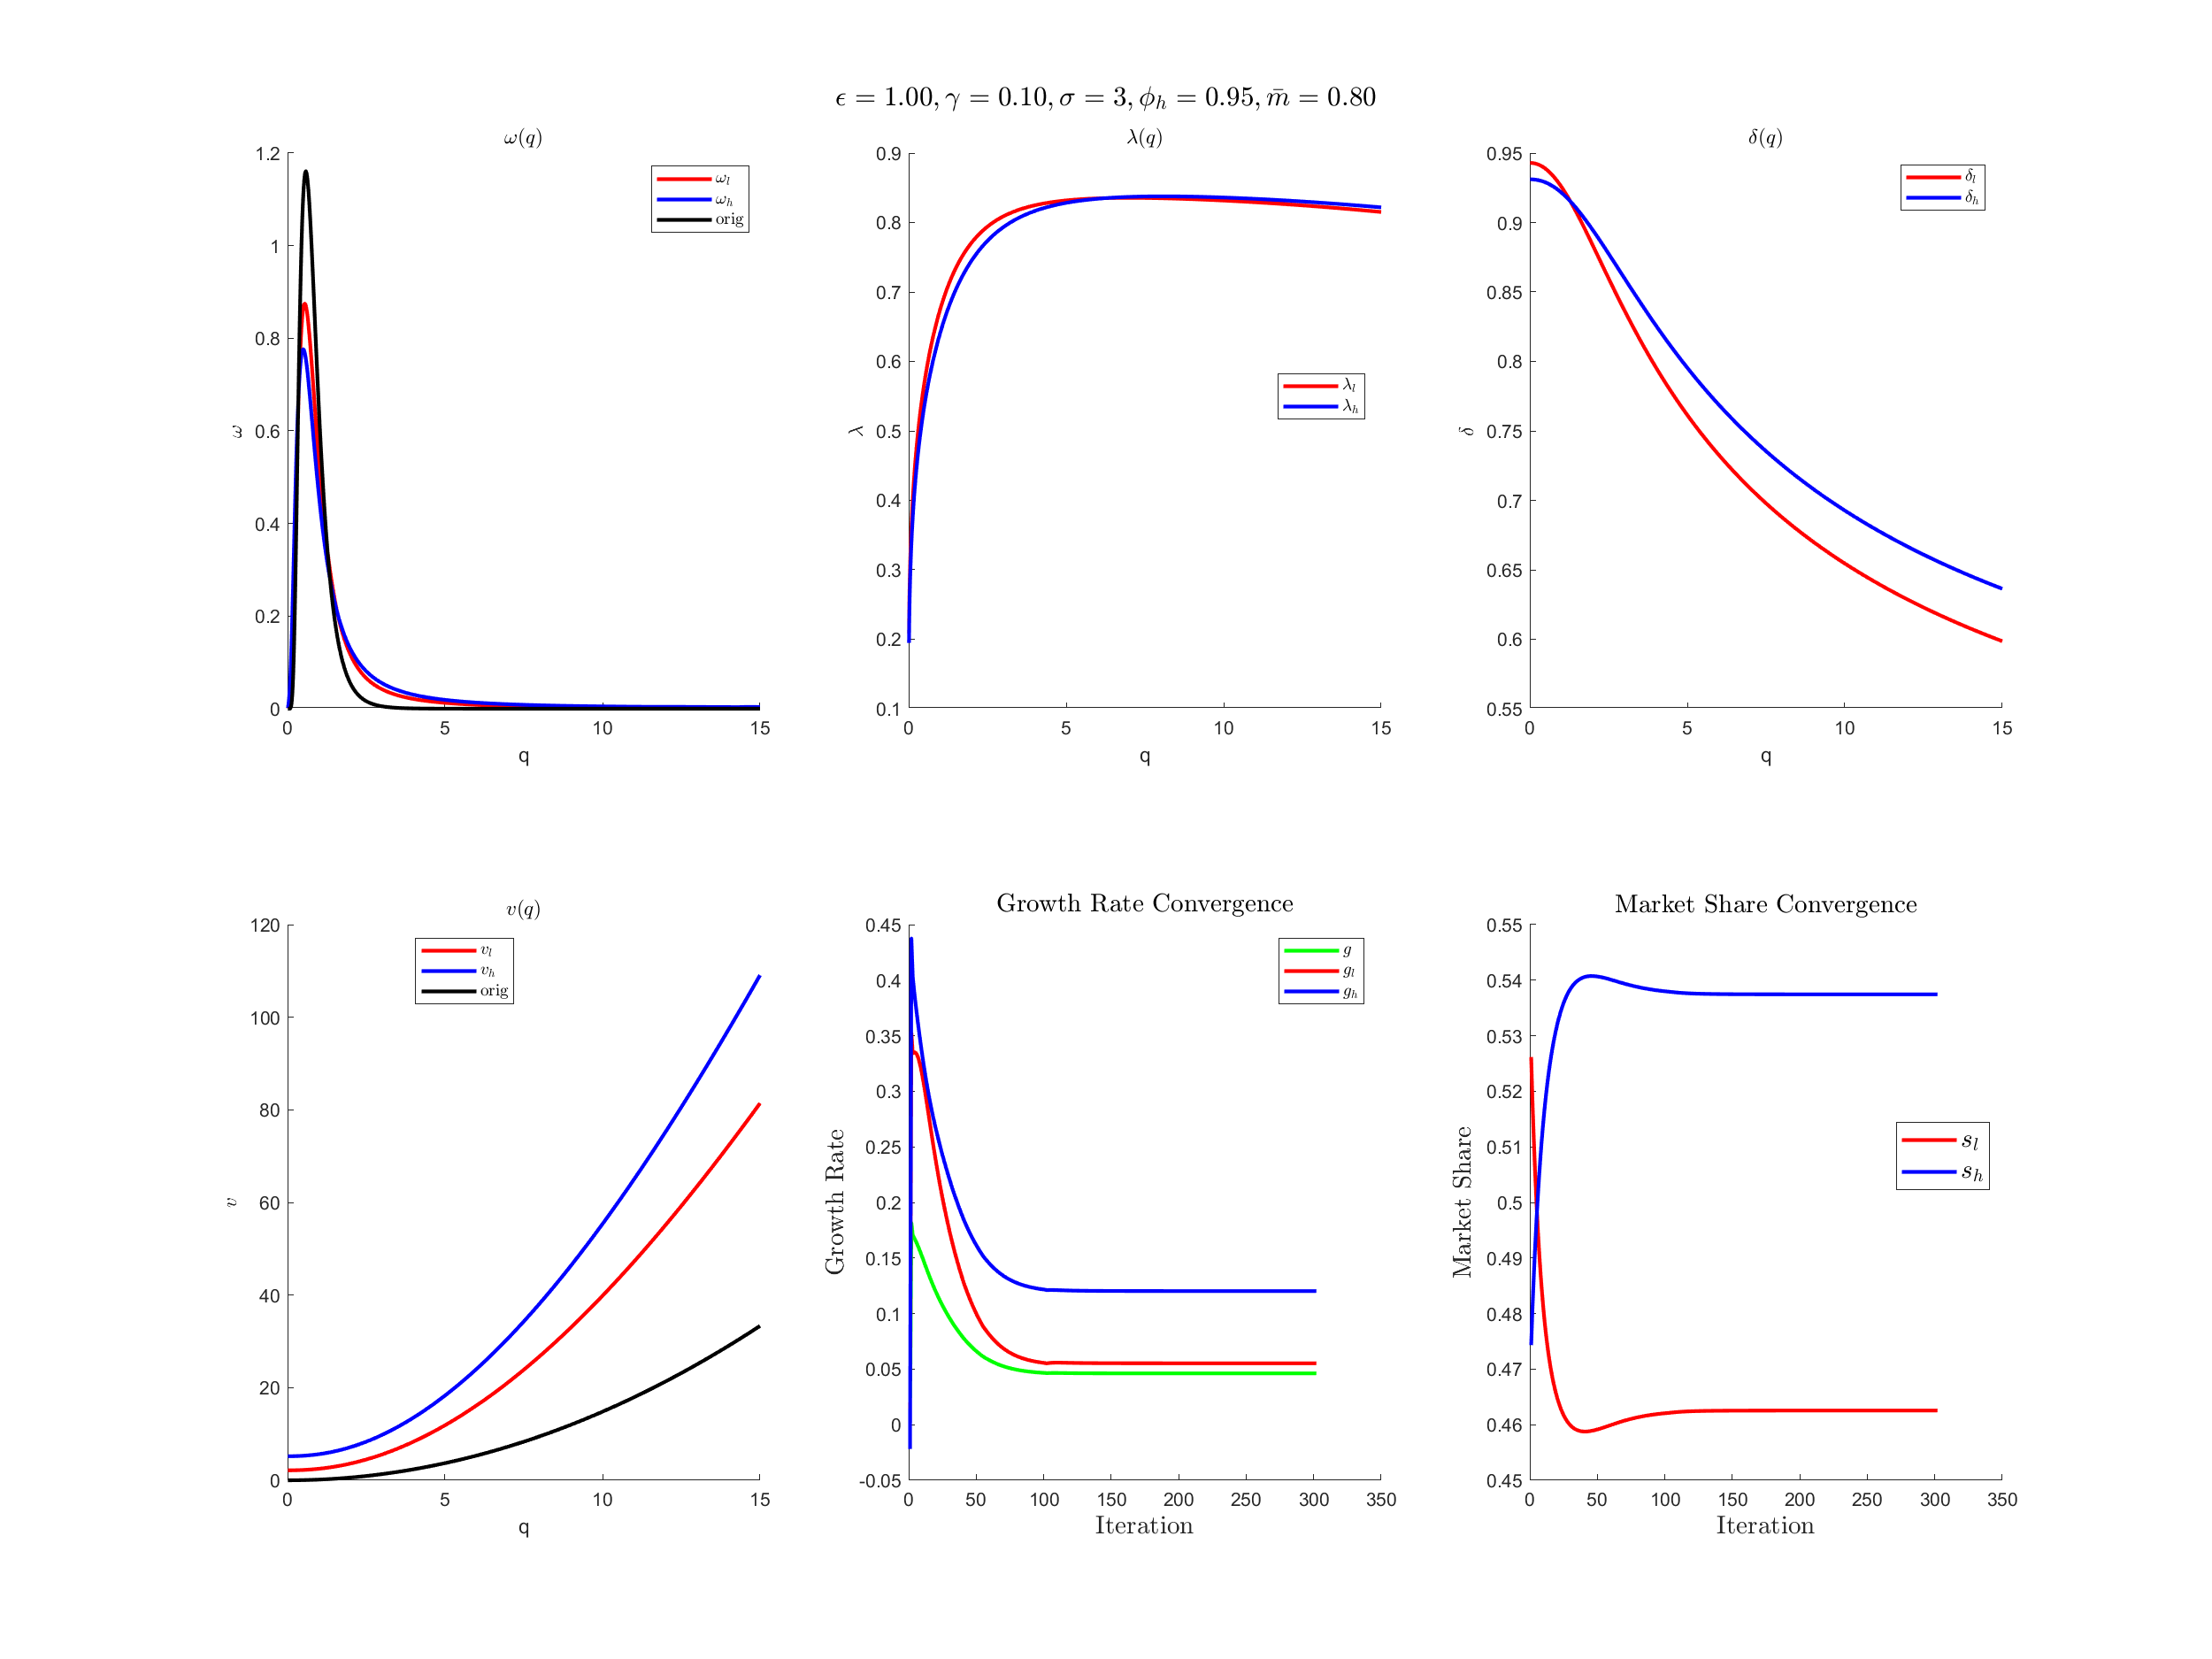 ϵ = 1.00, γ = 0.10, σ = 3, ϕ_h = 0.95, m̄ = 0.80
ω(q)
1.2
1
0.8
0.6
0.4
0.2
0
ω
0 5 10 15
q
ω_l
ω_h
orig
λ(q)
0.9
0.8
0.7
0.6
0.5
0.4
0.3
0.2
0.1
λ
0 5 10 15
q
λ_l
λ_h
δ(q)
0.95
0.9
0.85
0.8
0.75
0.7
0.65
0.6
0.55
δ
0 5 10 15
q
δ_l
δ_h
v(q)
120
100
80
60
40
20
0
v
0 5 10 15
q
v_l
v_h
orig
Growth Rate Convergence
0.45
0.4
0.35
0.3
0.25
0.2
0.15
0.1
0.05
0
-0.05
Growth Rate
0 50 100 150 200 250 300 350
Iteration
g
g_l
g_h
Market Share Convergence
0.55
0.54
0.53
0.52
0.51
0.5
0.49
0.48
0.47
0.46
0.45
Market Share
0 50 100 150 200 250 300 350
Iteration
s_l
s_h